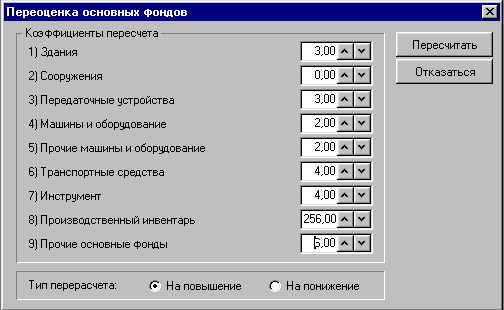 Переоценка основных фондов
Коэффициенты пересчета
1) Здания 3,00
2) Сооружения 0,00
3) Передаточные устройства 3,00
4) Машины и оборудование 2,00
5) Прочие машины и оборудование 2,00
6) Транспортные средства 4,00
7) Инструмент 4,00
8) Производственный инвентарь 256,00
9) Прочие основные фонды 6,00
Пересчитать
Отказаться
Тип перерасчета: На повышение На понижение